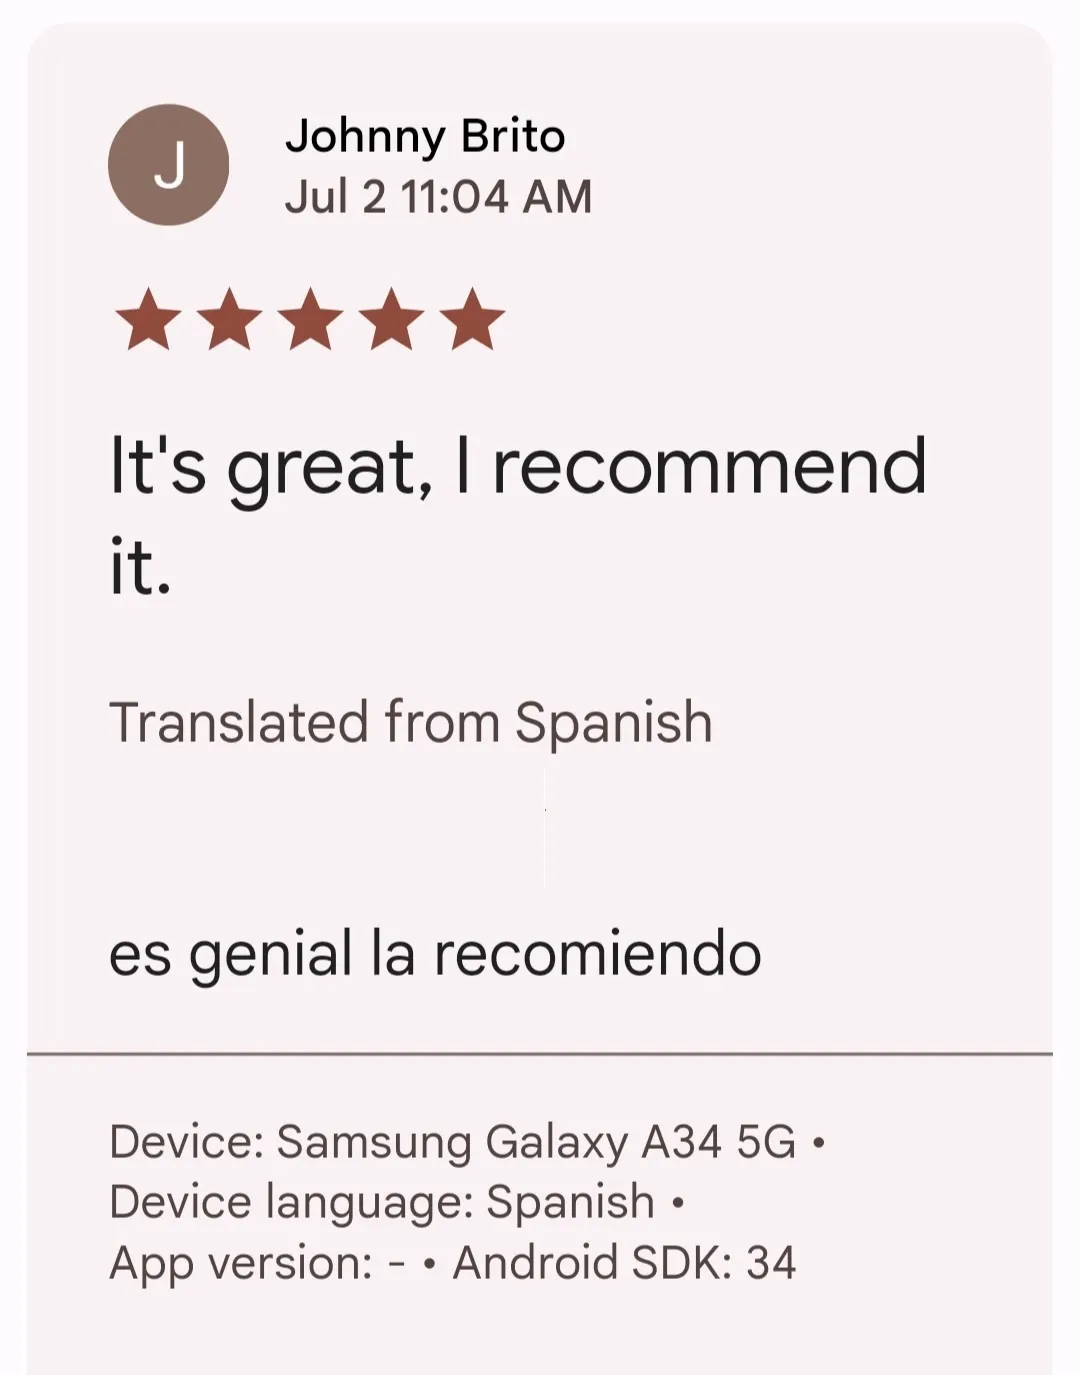 J
Johnny Brito
Jul 2 11:04 AM
It's great, I recommend
it.
Translated from Spanish
es genial la recomiendo
Device: Samsung Galaxy A34 5G •
Device language: Spanish •
App version: - • Android SDK: 34